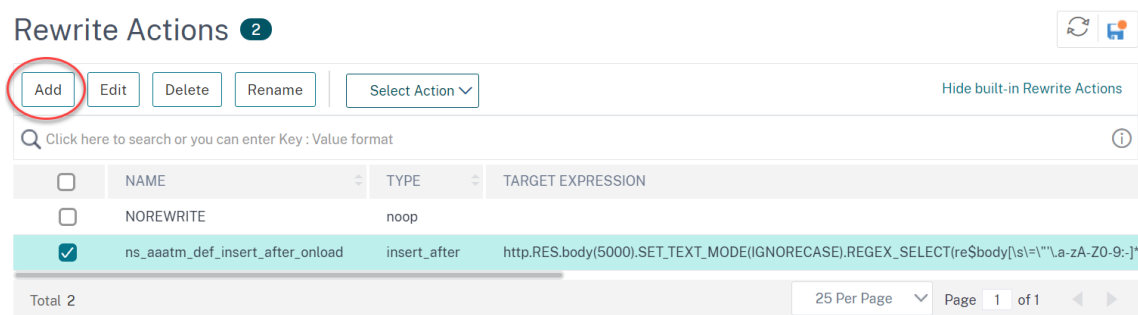 Rewrite Actions 2
Add Edit Delete Rename Select Action Hide built-in Rewrite Actions
Click here to search or you can enter Key : Value format
NAME TYPE TARGET EXPRESSION
NOREWRITE noop
ns_aaatm_def_insert_after_onload insert_after http.RES.body(5000).SET_TEXT_MODE(IGNORECASE).REGEX_SELECT(re$body[\s\=\"'\.a-zA-Z0-9:-]*
Total 2 25 Per Page Page 1 of 1